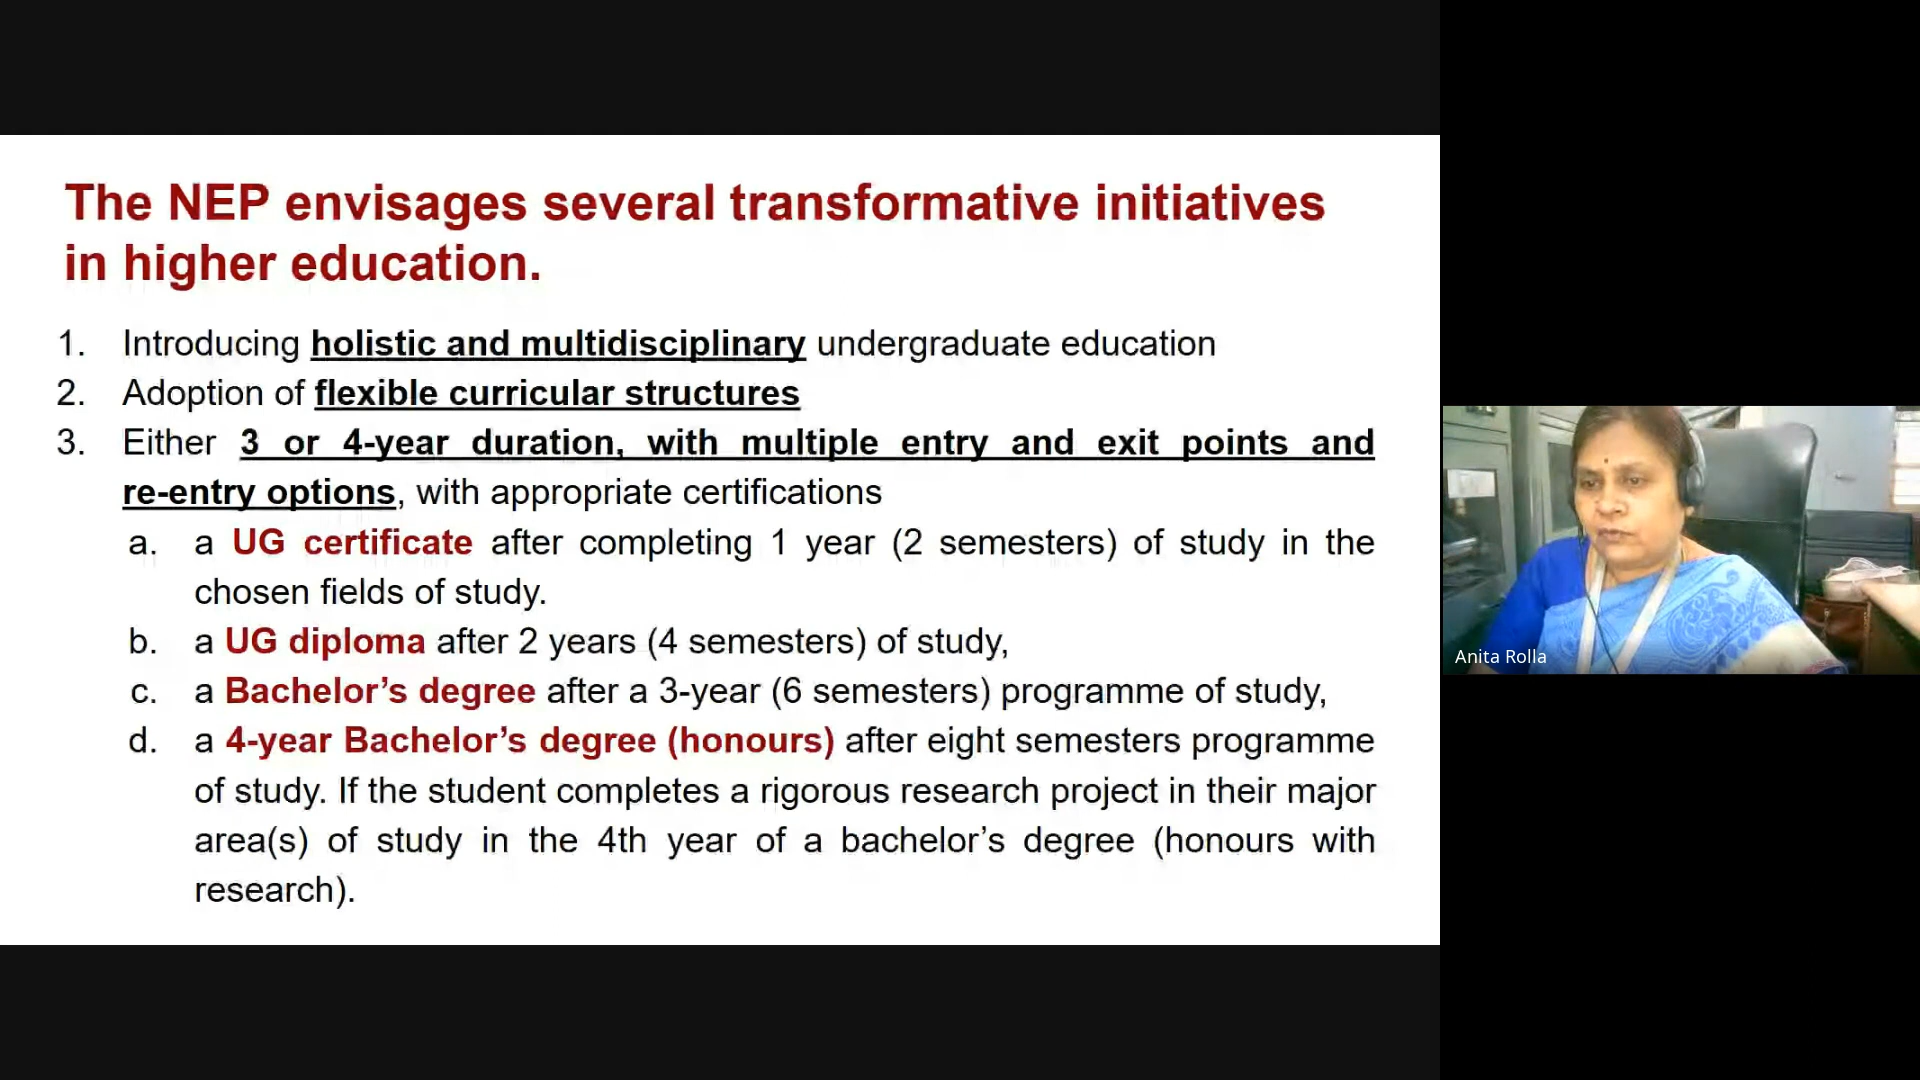 The NEP envisages several transformative initiatives
in higher education.
1. Introducing holistic and multidisciplinary undergraduate education
2. Adoption of flexible curricular structures
3. Either 3 or 4-year duration, with multiple entry and exit points and
re-entry options, with appropriate certifications
a. a UG certificate after completing 1 year (2 semesters) of study in the
chosen fields of study.
b. a UG diploma after 2 years (4 semesters) of study,
c. a Bachelor’s degree after a 3-year (6 semesters) programme of study,
d. a 4-year Bachelor’s degree (honours) after eight semesters programme
of study. If the student completes a rigorous research project in their major
area(s) of study in the 4th year of a bachelor’s degree (honours with
research).
Anita Rolla